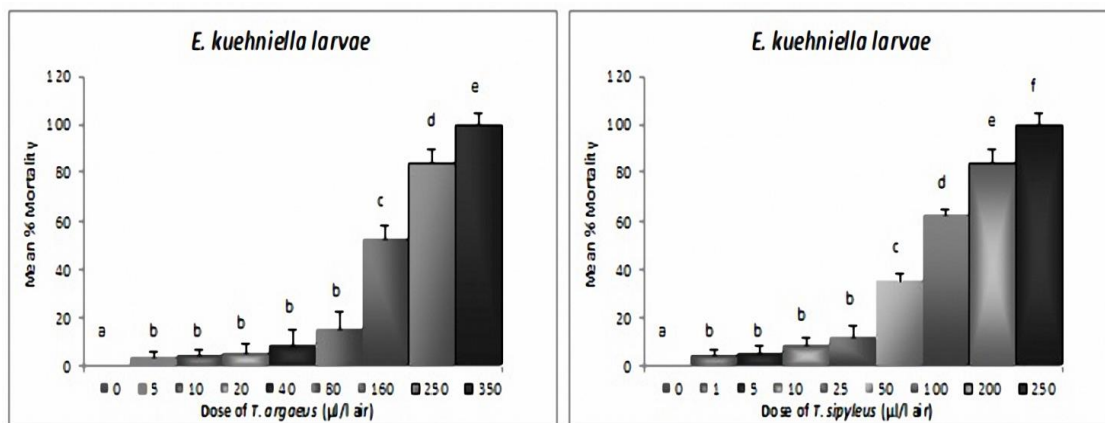 E. kuehniella larvae
120
100
80
60
40
20
0
Mean % Mortality
a
b
b
b
b
b
c
d
e
0 5 10 20 40 80 160 250 350
Dose of T. argaeus (µl/l air)
E. kuehniella larvae
120
100
80
60
40
20
0
Mean % Mortality
a
b
b
b
b
c
d
e
f
0 1 5 10 25 50 100 200 250
Dose of T. sipyleus (µl/l air)